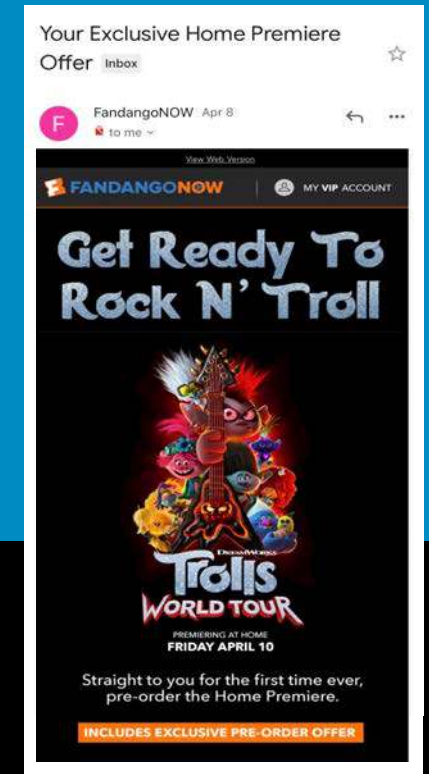 Your Exclusive Home Premiere
Offer Inbox
F
FandangoNOW Apr 8
to me
View Web Version
FANDANGONOW | MY VIP ACCOUNT
Get Ready To
Rock N' Troll
DREAMWORKS
Trolls
WORLD TOUR
PREMIERING AT HOME
FRIDAY APRIL 10
Straight to you for the first time ever,
pre-order the Home Premiere.
INCLUDES EXCLUSIVE PRE-ORDER OFFER